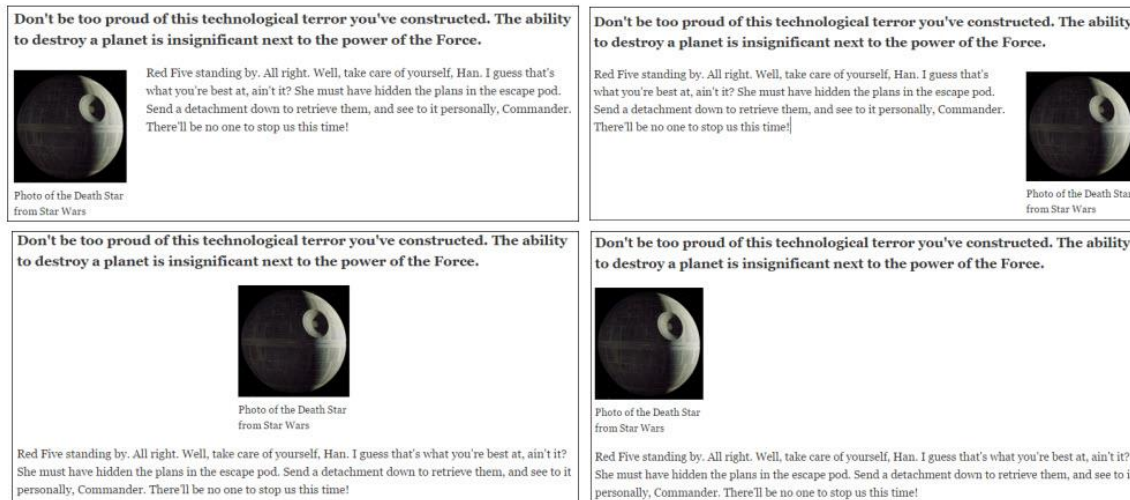 Don't be too proud of this technological terror you've constructed. The ability
to destroy a planet is insignificant next to the power of the Force.
Red Five standing by. All right. Well, take care of yourself, Han. I guess that's
what you're best at, ain't it? She must have hidden the plans in the escape pod.
Send a detachment down to retrieve them, and see to it personally, Commander.
There'll be no one to stop us this time!
Photo of the Death Star
from Star Wars
Don't be too proud of this technological terror you've constructed. The ability
to destroy a planet is insignificant next to the power of the Force.
Red Five standing by. All right. Well, take care of yourself, Han. I guess that's
what you're best at, ain't it? She must have hidden the plans in the escape pod.
Send a detachment down to retrieve them, and see to it personally, Commander.
There'll be no one to stop us this time!
Photo of the Death Star
from Star Wars
Don't be too proud of this technological terror you've constructed. The ability
to destroy a planet is insignificant next to the power of the Force.
Photo of the Death Star
from Star Wars
Red Five standing by. All right. Well, take care of yourself, Han. I guess that's what you're best at, ain't it?
She must have hidden the plans in the escape pod. Send a detachment down to retrieve them, and see to it
personally, Commander. There'll be no one to stop us this time!
Don't be too proud of this technological terror you've constructed. The ability
to destroy a planet is insignificant next to the power of the Force.
Photo of the Death Star
from Star Wars
Red Five standing by. All right. Well, take care of yourself, Han. I guess that's what you're best at, ain't it?
She must have hidden the plans in the escape pod. Send a detachment down to retrieve them, and see to i
personally, Commander. There'll be no one to stop us this time!